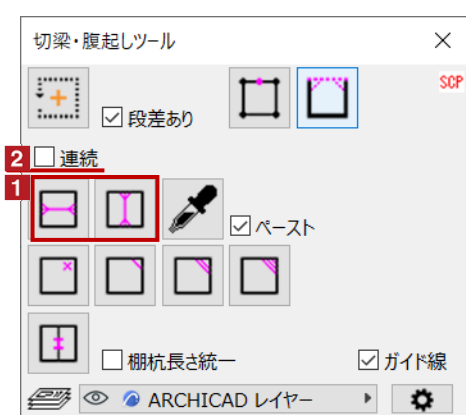 切梁・腹起しツール
SCP
段差あり
2 連続
1
ペースト
棚杭長さ統一 ガイド線
ARCHICAD レイヤー